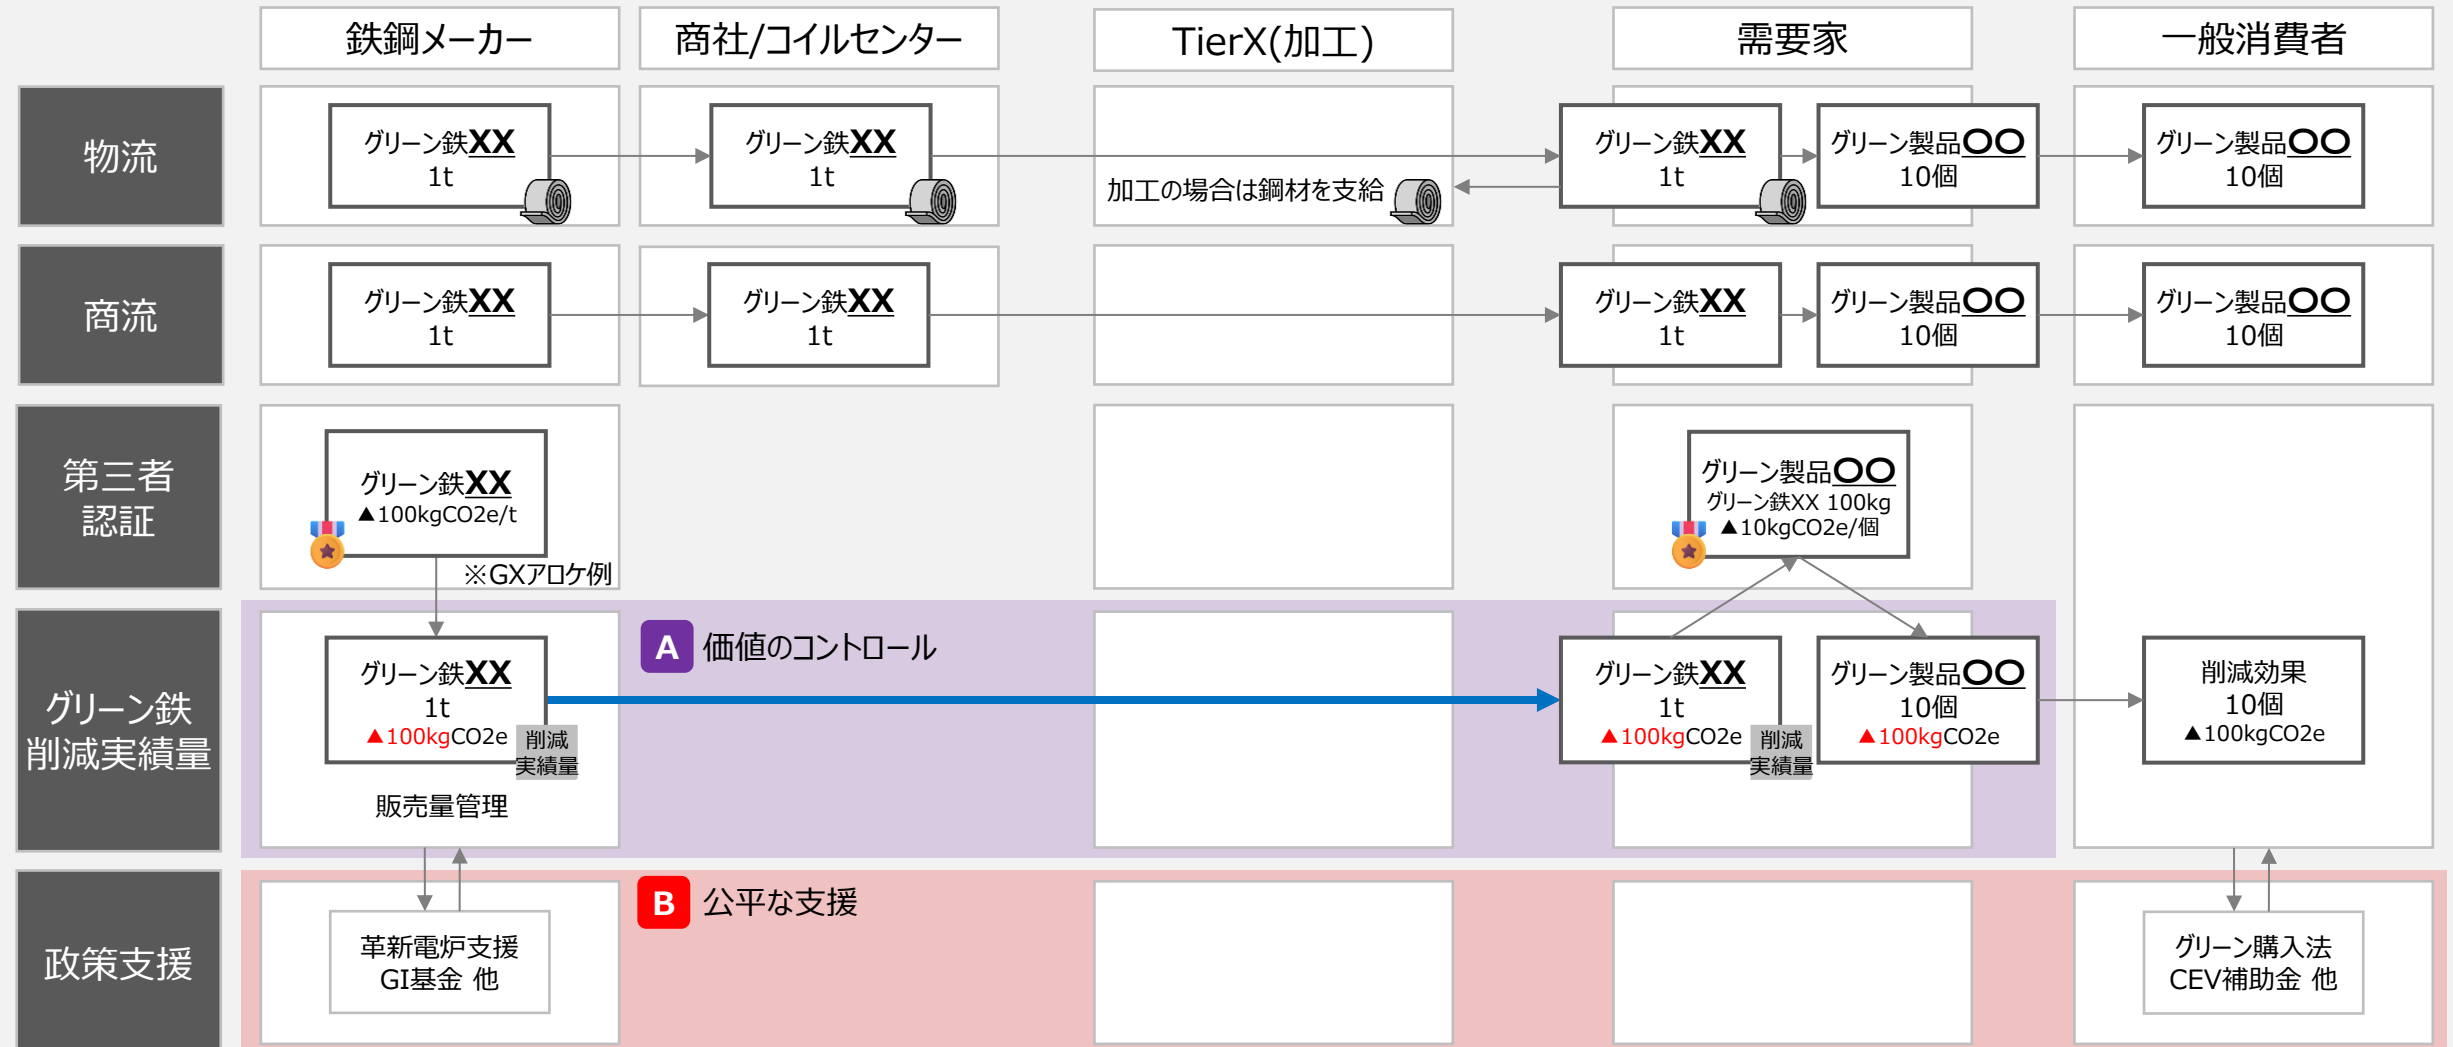 鉄鋼メーカー
商社/コイルセンター
TierX(加工)
需要家
一般消費者
物流
グリーン鉄XX
1t
グリーン鉄XX
1t
加工の場合は鋼材を支給
グリーン鉄XX
1t
グリーン製品〇〇
10個
グリーン製品〇〇
10個
商流
グリーン鉄XX
1t
グリーン鉄XX
1t
グリーン鉄XX
1t
グリーン製品〇〇
10個
グリーン製品〇〇
10個
第三者
認証
グリーン鉄XX
▲100kgCO2e/t
※GXアロケ例
グリーン製品〇〇
グリーン鉄XX 100kg
▲10kgCO2e/個
グリーン鉄
削減実績量
グリーン鉄XX
1t
▲100kgCO2e
削減
実績量
販売量管理
A 価値のコントロール
グリーン鉄XX
1t
▲100kgCO2e
削減
実績量
グリーン製品〇〇
10個
▲100kgCO2e
削減効果
10個
▲100kgCO2e
政策支援
革新電炉支援
GI基金 他
B 公平な支援
グリーン購入法
CEV補助金 他